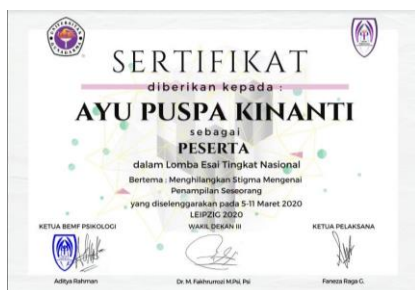 SERTIFIKAT
diberikan kepada :
AYU PUSPA KINANTI
sebagai
PESERTA
dalam Lomba Esai Tingkat Nasional
Bertema : Menghilangkan Stigma Mengenai
Penampilan Seseorang
yang diselenggarakan pada 5-11 Maret 2020
LEIPZIG 2020
KETUA BEMF PSIKOLOGI WAKIL DEKAN III KETUA PELAKSANA
Aditya Rahman Dr. M. Fakhrurrozi M.Psi, Psi Faneza Raga G.